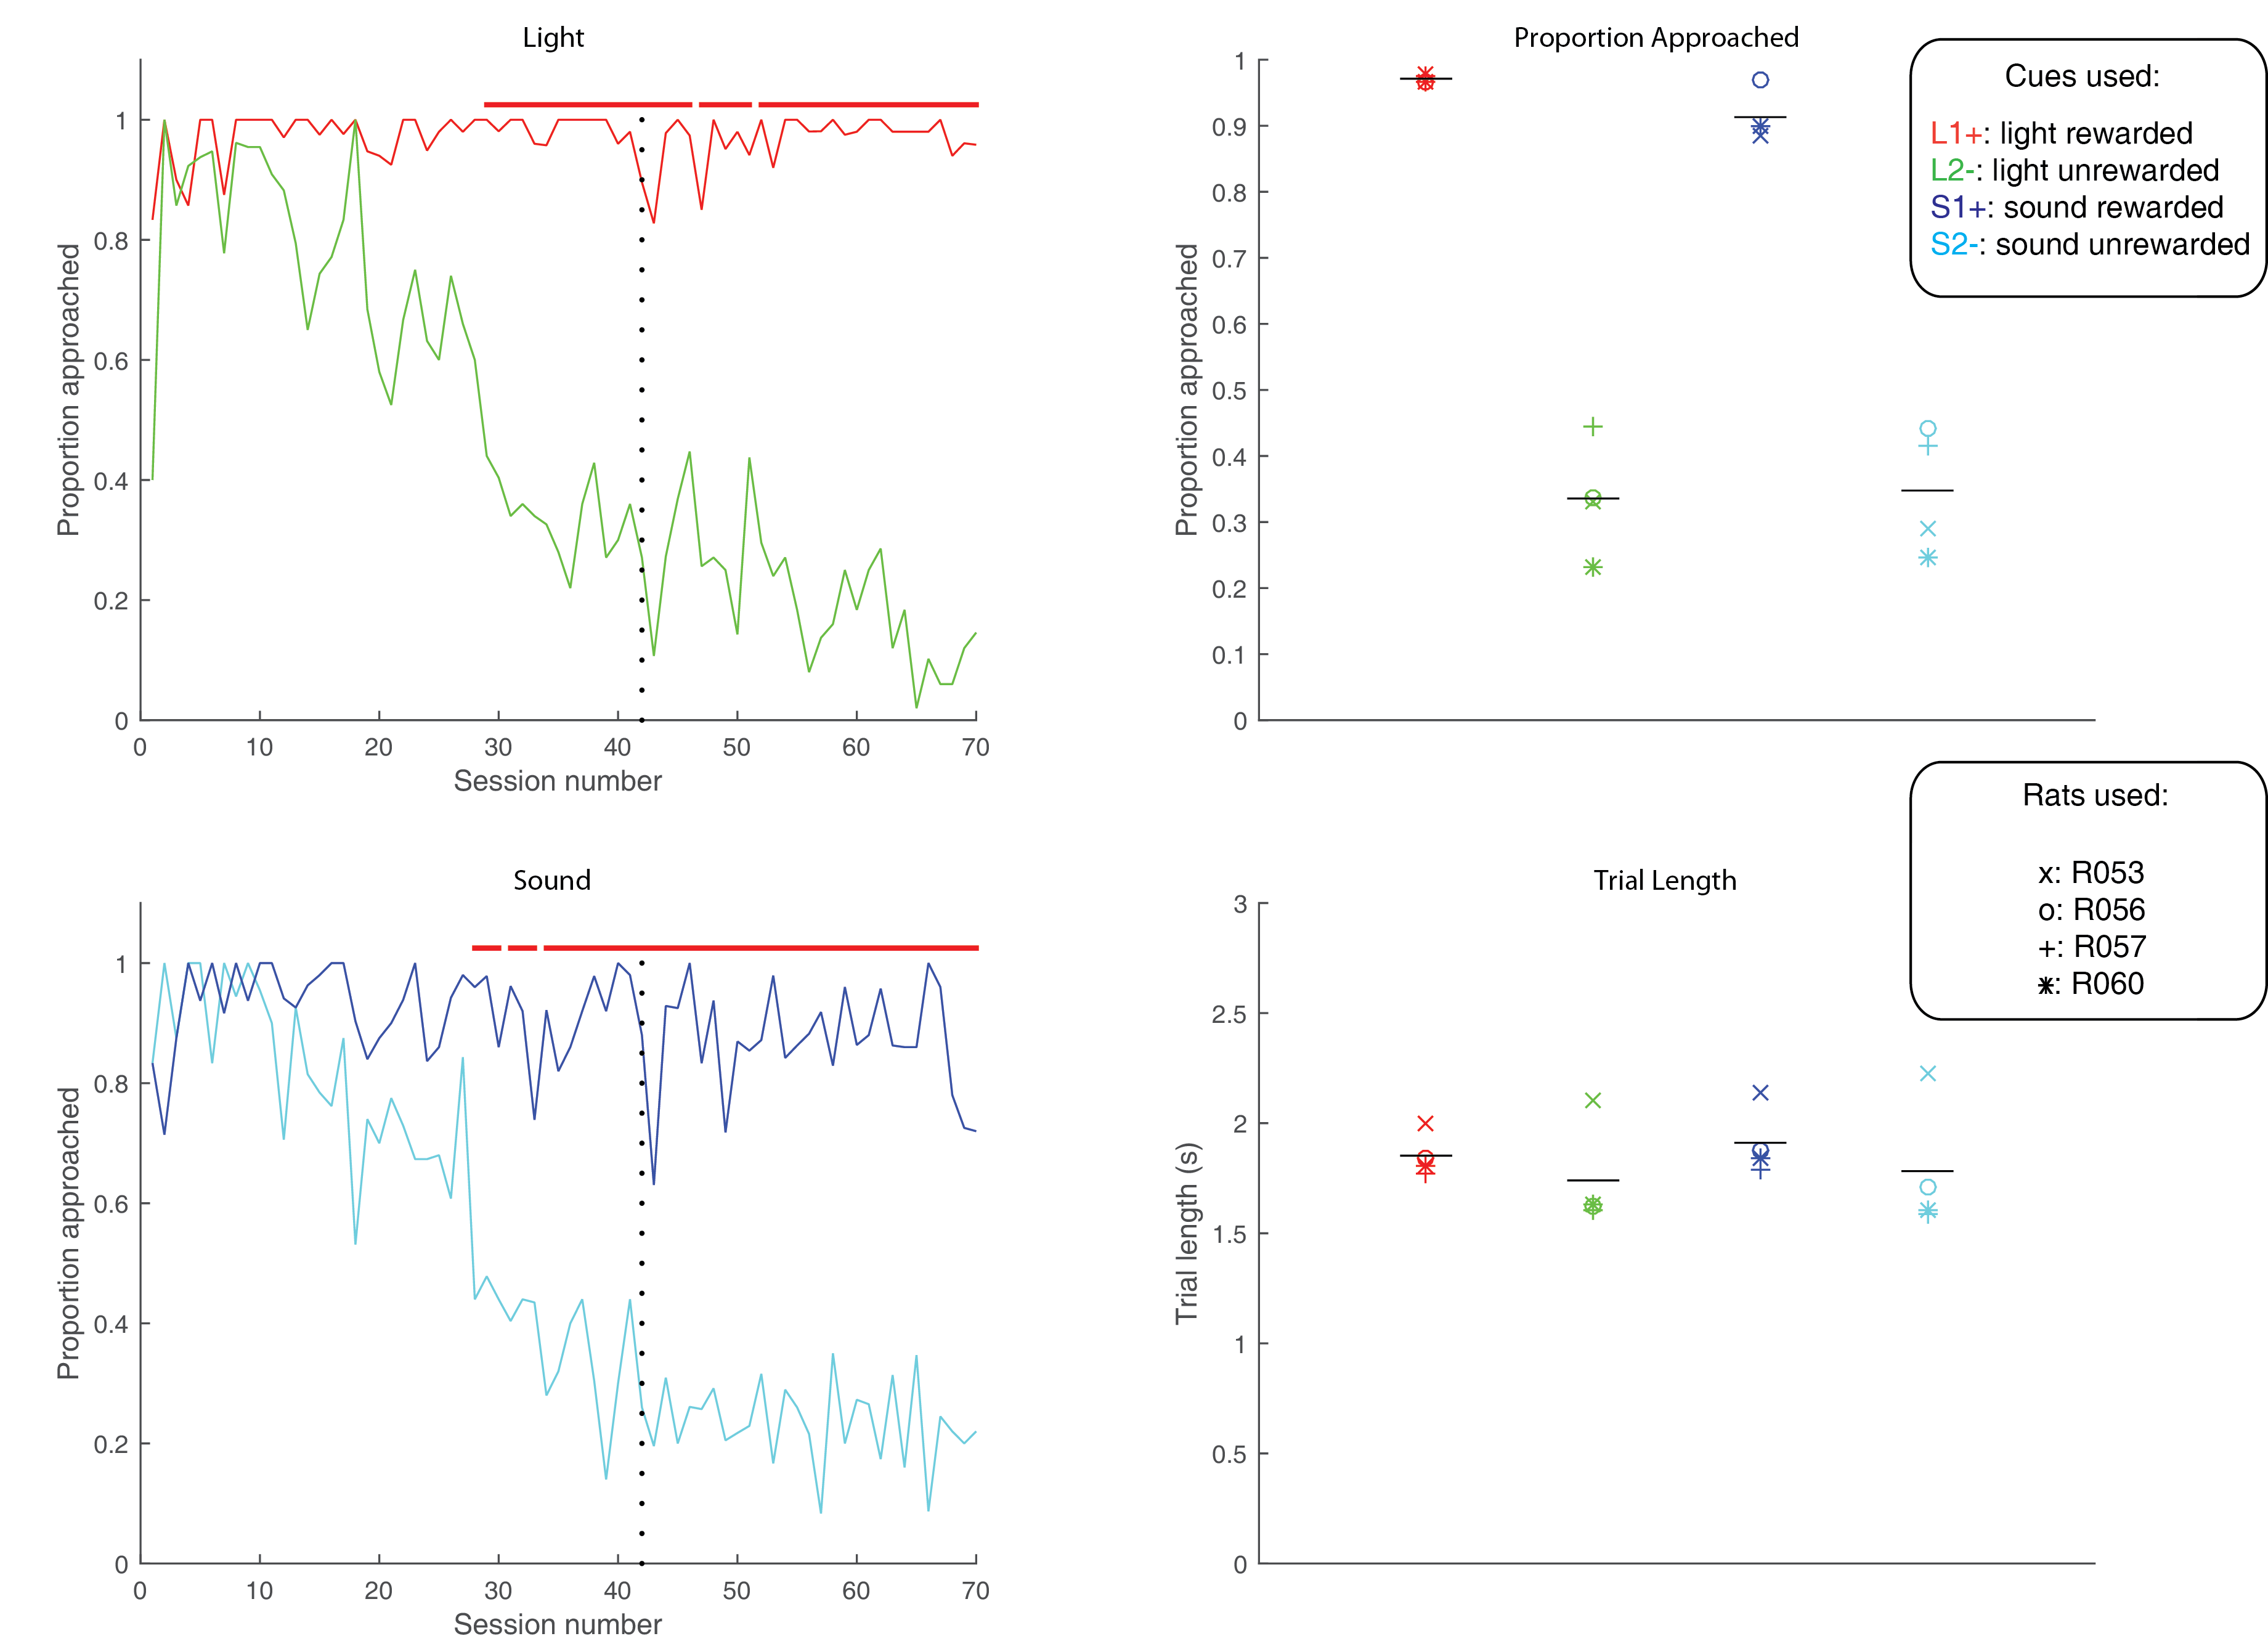 Light
Proportion approached
1
0.8
0.6
0.4
0.2
0
0 10 20 30 40 50 60 70
Session number
Proportion Approached
Proportion approached
1
0.9
0.8
0.7
0.6
0.5
0.4
0.3
0.2
0.1
0
Cues used:
L1+: light rewarded
L2-: light unrewarded
S1+: sound rewarded
S2-: sound unrewarded
Sound
Proportion approached
1
0.8
0.6
0.4
0.2
0
0 10 20 30 40 50 60 70
Session number
Trial Length
Trial length (s)
3
2.5
2
1.5
1
0.5
0
Rats used:
x: R053
o: R056
+: R057
*: R060